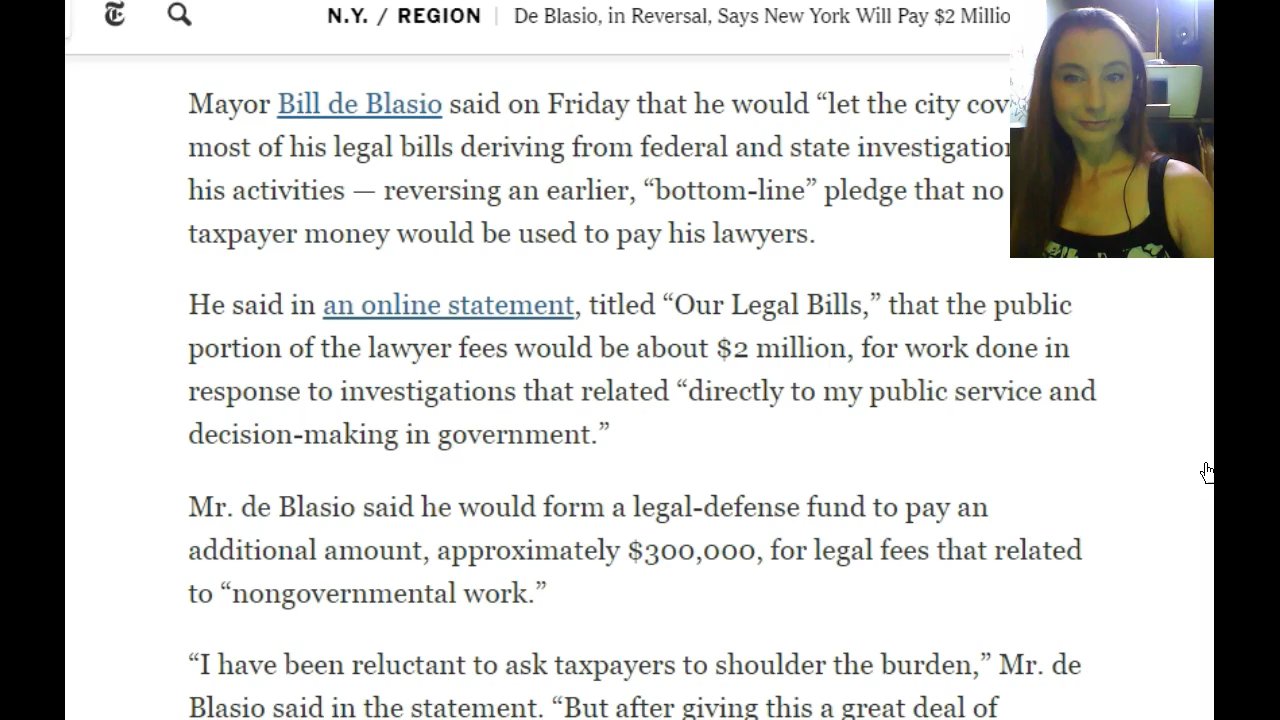 N.Y. / REGION | De Blasio, in Reversal, Says New York Will Pay $2 Millio
Mayor Bill de Blasio said on Friday that he would “let the city cov
most of his legal bills deriving from federal and state investigation
his activities — reversing an earlier, “bottom-line” pledge that no
taxpayer money would be used to pay his lawyers.
He said in an online statement, titled “Our Legal Bills,” that the public
portion of the lawyer fees would be about $2 million, for work done in
response to investigations that related “directly to my public service and
decision-making in government.”
Mr. de Blasio said he would form a legal-defense fund to pay an
additional amount, approximately $300,000, for legal fees that related
to “nongovernmental work.”
“I have been reluctant to ask taxpayers to shoulder the burden,” Mr. de
Blasio said in the statement. “But after giving this a great deal of